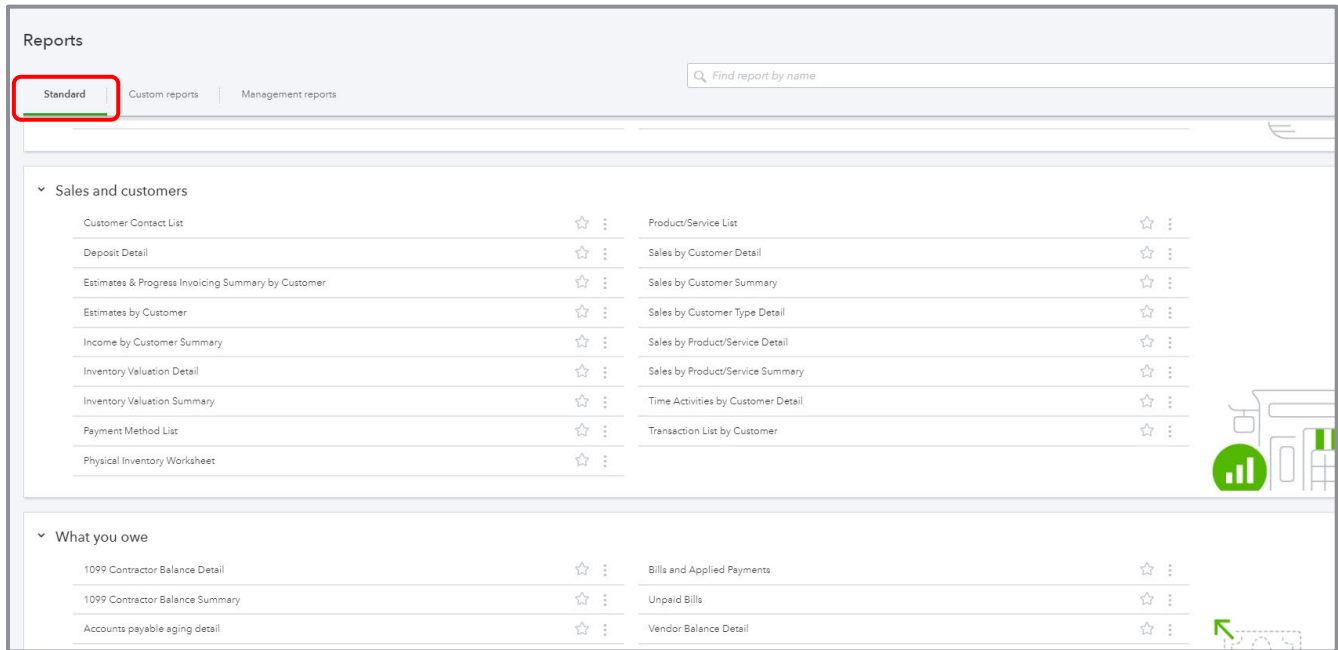 Reports
Find report by name
Standard
Custom reports
Management reports
Sales and customers
Customer Contact List
Product/Service List
Deposit Detail
Sales by Customer Detail
Estimates & Progress Invoicing Summary by Customer
Sales by Customer Summary
Estimates by Customer
Sales by Customer Type Detail
Income by Customer Summary
Sales by Product/Service Detail
Inventory Valuation Detail
Sales by Product/Service Summary
Inventory Valuation Summary
Time Activities by Customer Detail
Payment Method List
Transaction List by Customer
Physical Inventory Worksheet
What you owe
1099 Contractor Balance Detail
Bills and Applied Payments
1099 Contractor Balance Summary
Unpaid Bills
Accounts payable aging detail
Vendor Balance Detail